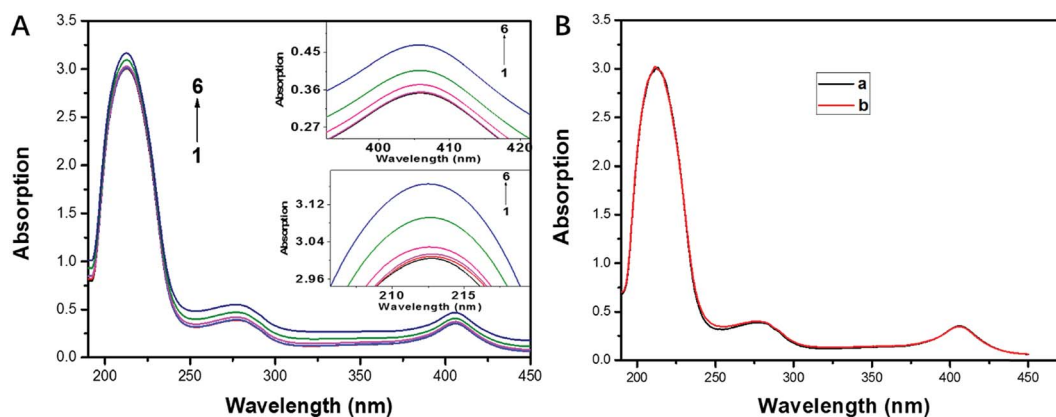 A
3.5
3.0
2.5
2.0
1.5
1.0
0.5
0.0
Absorption
200 250 300 350 400 450
Wavelength (nm)
6
1
0.45
0.36
0.27
Absorption
400 410 420
Wavelength (nm)
6
1
3.12
3.04
2.96
Absorption
210 215
Wavelength (nm)
6
1
B
3.5
3.0
2.5
2.0
1.5
1.0
0.5
0.0
Absorption
200 250 300 350 400 450
Wavelength (nm)
a
b